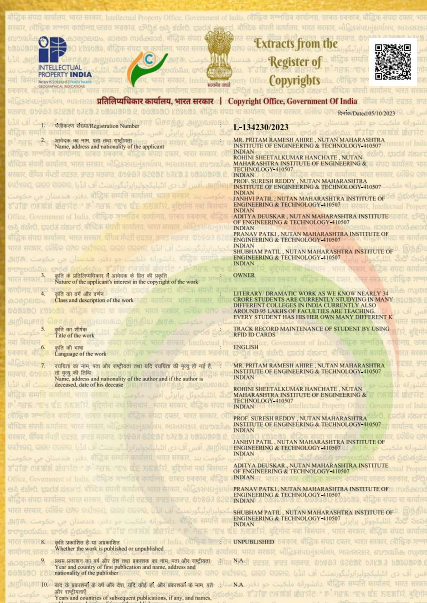 INTELLECTUAL
PROPERTY INDIA
Extracts from the
Register of
Copyrights
प्रतिलिप्यधिकार कार्यालय, भारत सरकार | Copyright Office, Government Of India
दिनांक/Dated:05/10/2023
1. पंजीकरण संख्या/Registration Number : L-134230/2023
2. आवेदक का नाम, पता तथा राष्ट्रीयता
Name, address and nationality of the applicant : MR. PRITAM RAMESH AHIRE , NUTAN MAHARASHTRA
INSTITUTE OF ENGINEERING & TECHNOLOGY-410507
INDIAN
ROHINI SHEETALKUMAR HANCHATE , NUTAN
MAHARASHTRA INSTITUTE OF ENGINEERING &
TECHNOLOGY-410507
INDIAN
PROF. SURESH REDDY , NUTAN MAHARASHTRA
INSTITUTE OF ENGINEERING & TECHNOLOGY-410507
INDIAN
JANHVI PATIL , NUTAN MAHARASHTRA INSTITUTE OF
ENGINEERING & TECHNOLOGY-410507
INDIAN
ADITYA DEUSKAR , NUTAN MAHARASHTRA INSTITUTE
OF ENGINEERING & TECHNOLOGY-410507
INDIAN
PRANAV PATKI , NUTAN MAHARASHTRA INSTITUTE OF
ENGINEERING & TECHNOLOGY-410507
INDIAN
SHUBHAM PATIL , NUTAN MAHARASHTRA INSTITUTE OF
ENGINEERING & TECHNOLOGY-410507
INDIAN
3. कृति के प्रतिलिप्यधिकार में आवेदक के हित की प्रकृति
Nature of the applicant's interest in the copyright of the work : OWNER
4. कृति का वर्ग और वर्णन
Class and description of the work : LITERARY/ DRAMATIC WORK AS WE KNOW NEARLY 34
CRORE STUDENTS ARE CURRENTLY STUDYING IN MANY
DIFFERENT COLLEGES IN INDIA CURRENTLY ALSO
AROUND 95 LAKHS OF FACULTIES ARE TEACHING.
EVERY STUDENT HAS HIS HER OWN MANY DIFFERENT K
5. कृति का शीर्षक
Title of the work : TRACK RECORD MAINTENANCE OF STUDENT BY USING
RFID ID CARDS
6. कृति की भाषा
Language of the work : ENGLISH
7. रचयिता का नाम, पता और राष्ट्रीयता तथा यदि रचयिता की मृत्यु हो गई है,
तो मृत्यु की तिथि
Name, address and nationality of the author and if the author is
deceased, date of his decease : MR. PRITAM RAMESH AHIRE , NUTAN MAHARASHTRA
INSTITUTE OF ENGINEERING & TECHNOLOGY-410507
INDIAN
ROHINI SHEETALKUMAR HANCHATE , NUTAN
MAHARASHTRA INSTITUTE OF ENGINEERING &
TECHNOLOGY-410507
INDIAN
PROF. SURESH REDDY , NUTAN MAHARASHTRA
INSTITUTE OF ENGINEERING & TECHNOLOGY-410507
INDIAN
JANHVI PATIL , NUTAN MAHARASHTRA INSTITUTE OF
ENGINEERING & TECHNOLOGY-410507
INDIAN
ADITYA DEUSKAR , NUTAN MAHARASHTRA INSTITUTE
OF ENGINEERING & TECHNOLOGY-410507
INDIAN
PRANAV PATKI , NUTAN MAHARASHTRA INSTITUTE OF
ENGINEERING & TECHNOLOGY-410507
INDIAN
SHUBHAM PATIL , NUTAN MAHARASHTRA INSTITUTE OF
ENGINEERING & TECHNOLOGY-410507
INDIAN
8. कृति प्रकाशित है या अप्रकाशित
Whether the work is published or unpublished : UNPUBLISHED
9. प्रथम प्रकाशन का वर्ष और देश तथा प्रकाशक का नाम, पता और राष्ट्रीयता
Year and country of first publication and name, address and
nationality of the publisher : N.A.
10. बाद के प्रकाशनों के वर्ष और देश, यदि कोई हों, और प्रकाशकों के नाम, पते
और राष्ट्रीयताएँ
Years and countries of subsequent publications, if any, and names, : N.A.